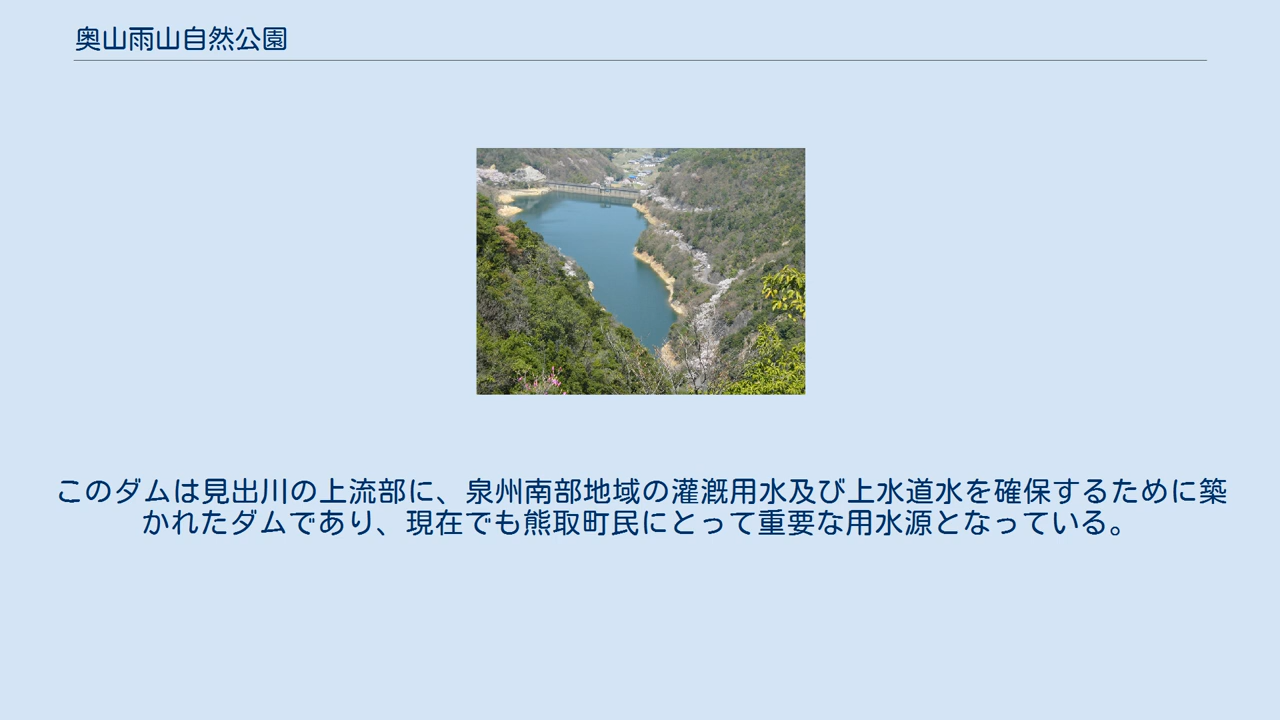 奥山雨山自然公園
このダムは見出川の上流部に、泉州南部地域の灌漑用水及び上水道水を確保するために築
かれたダムであり、現在でも熊取町民にとって重要な用水源となっている。